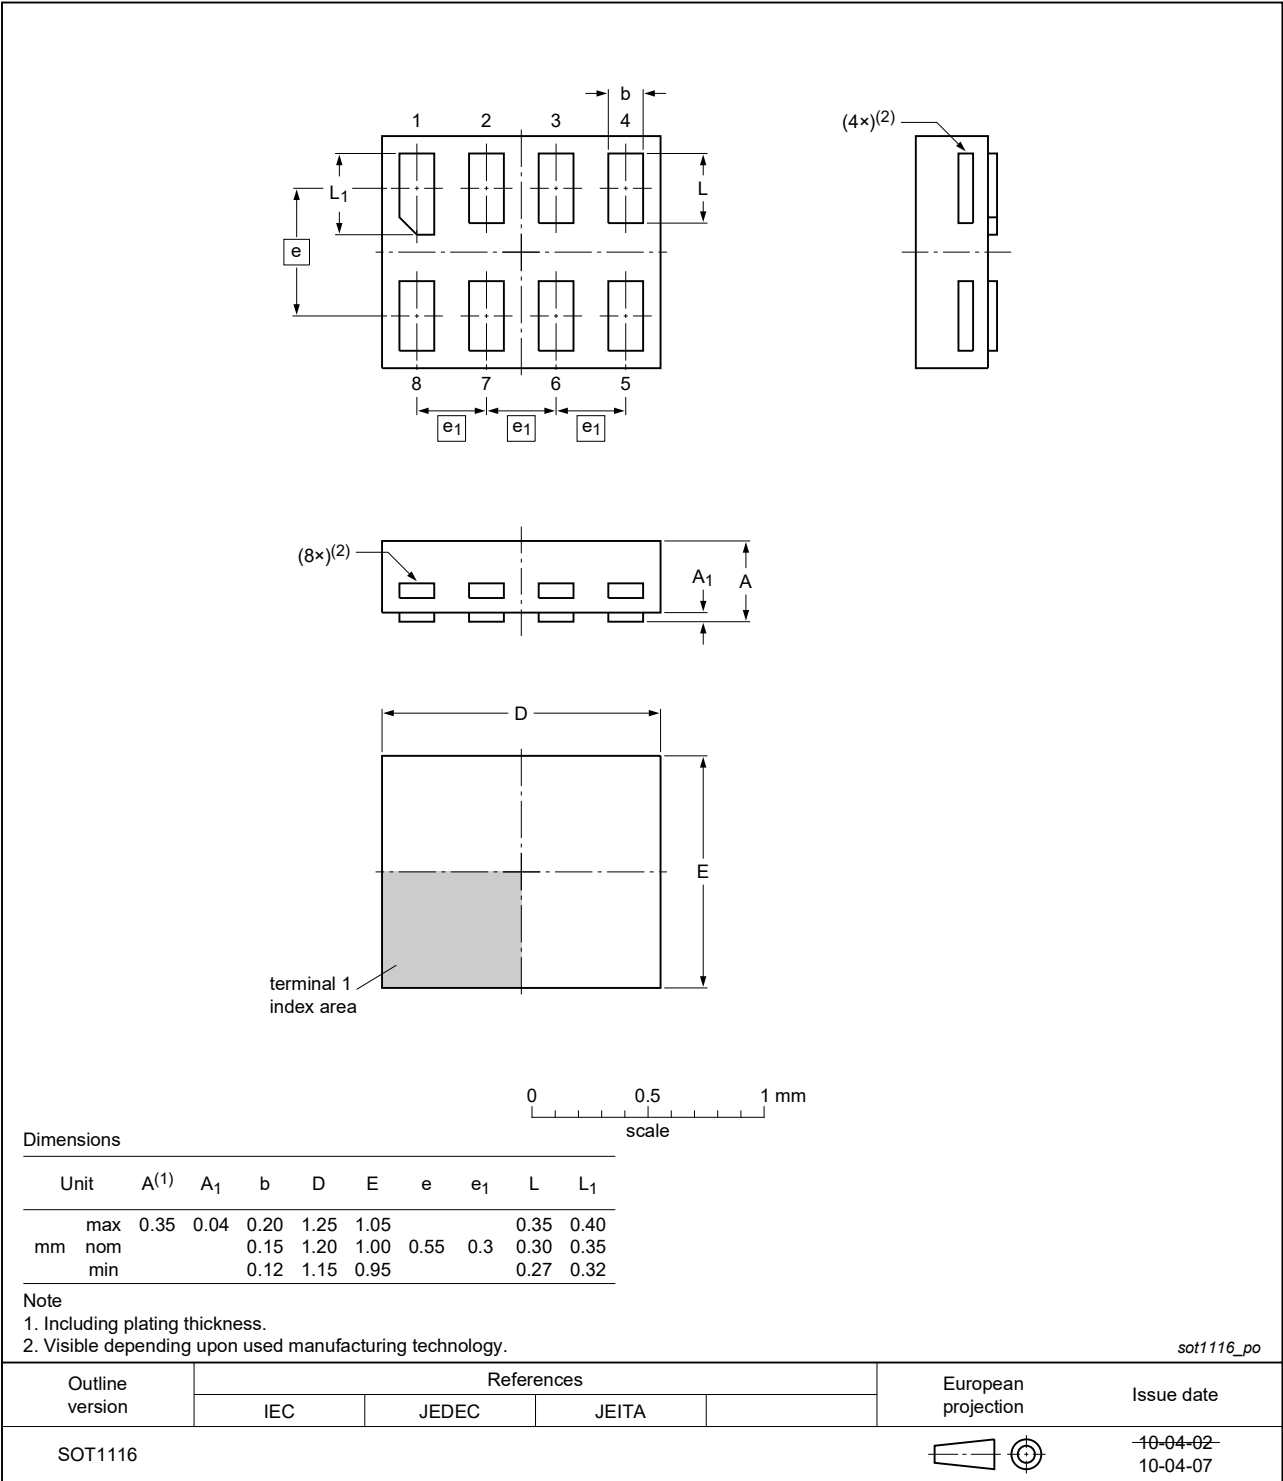 b
1 2 3 4
(4×)(2)
L1
L
e
8 7 6 5
e1 e1 e1
(8×)(2)
A1
A
D
E
terminal 1
index area
0 0.5 1 mm
scale
Dimensions
Unit A(1) A1 b D E e e1 L L1
max 0.35 0.04 0.20 1.25 1.05 0.35 0.40
mm nom 0.15 1.20 1.00 0.55 0.3 0.30 0.35
min 0.12 1.15 0.95 0.27 0.32
Note
1. Including plating thickness.
2. Visible depending upon used manufacturing technology.
sot1116_po
Outline version
References
European projection
Issue date
IEC JEDEC JEITA
SOT1116
10-04-02
10-04-07